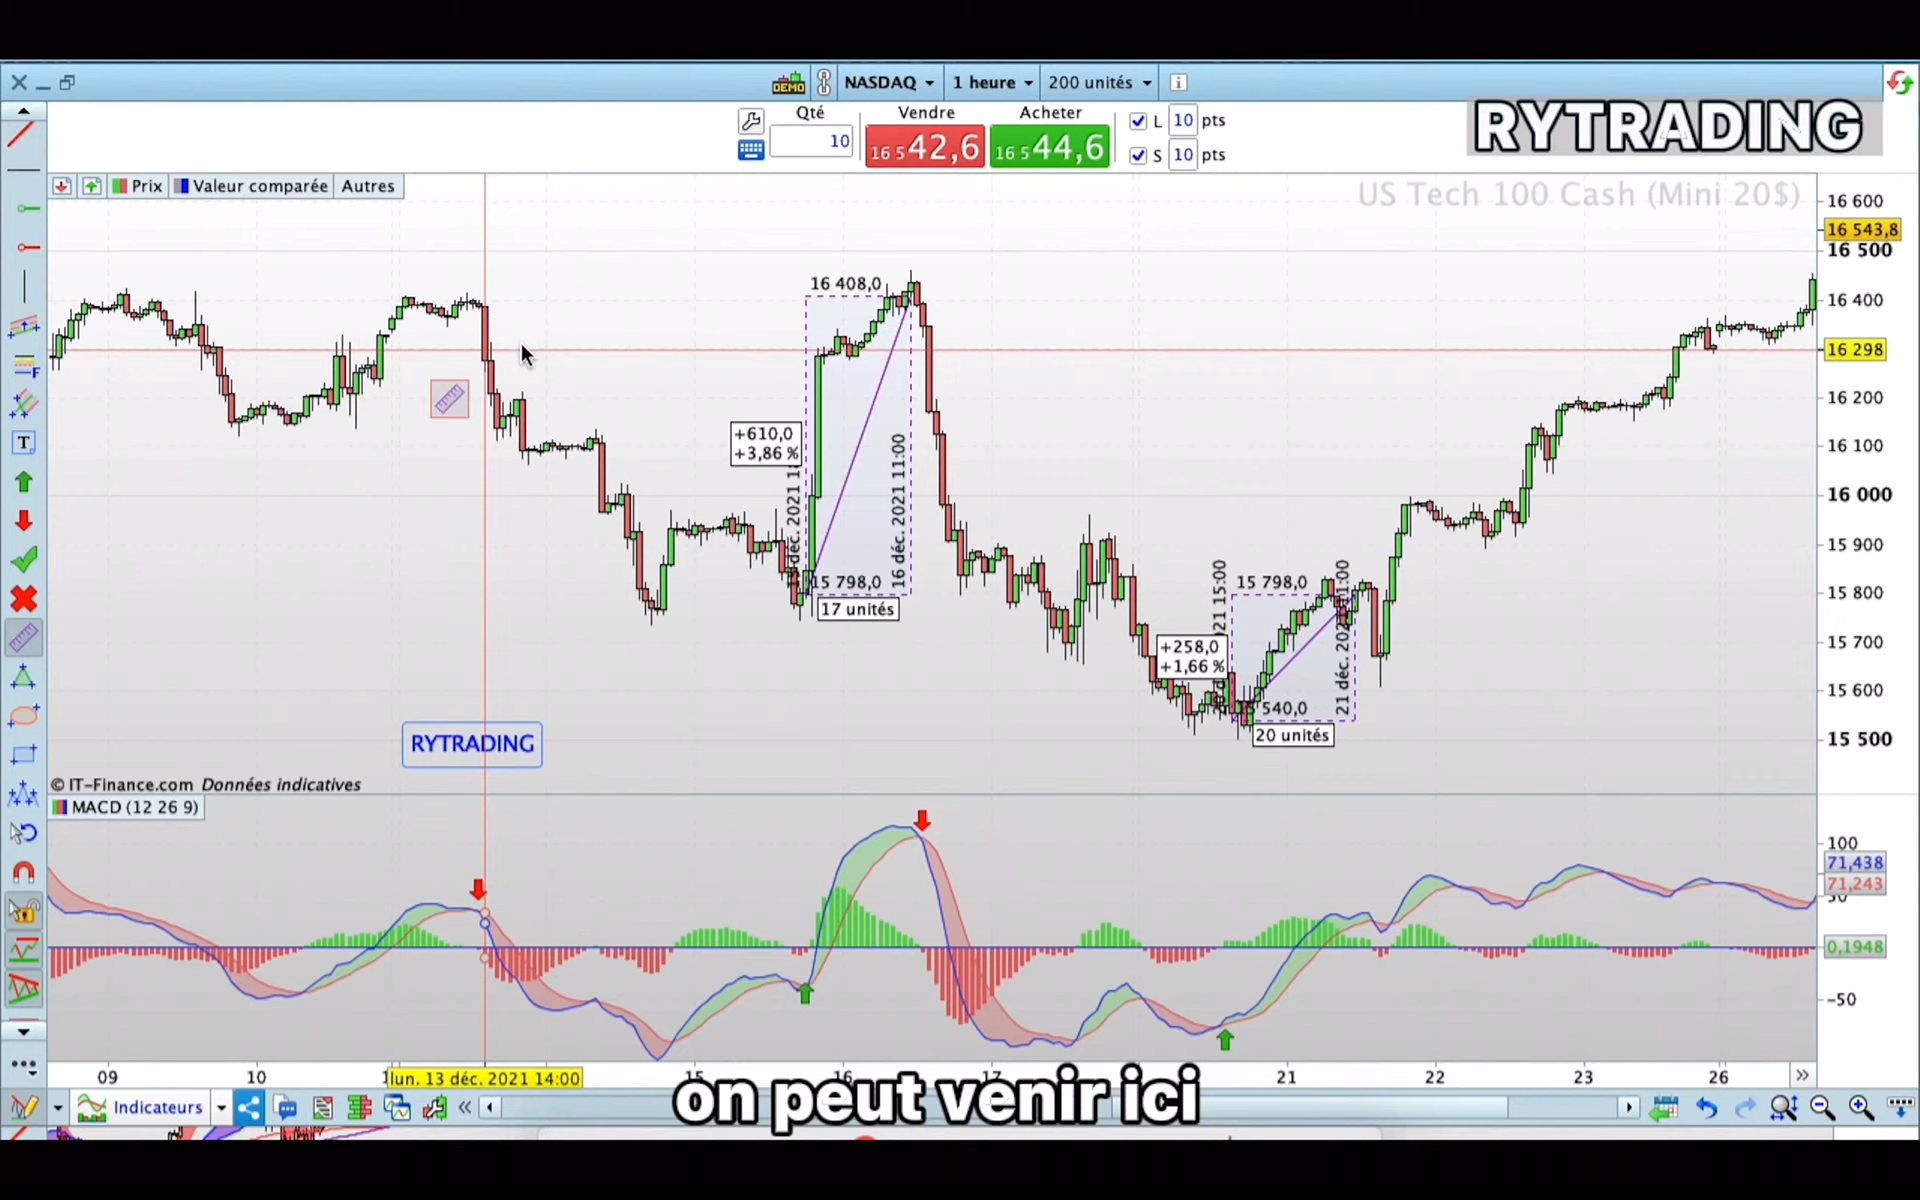 NASDAQ
1 heure
200 unités
DEMO
Qté
Vendre
Acheter
10
16 542,6
16 544,6
L 10 pts
S 10 pts
RYTRADING
Prix
Valeur comparée
Autres
US Tech 100 Cash (Mini 20$)
16 600
16 543,8
16 500
16 400
16 298
16 200
16 100
16 000
15 900
15 800
15 700
15 600
15 500
16 408,0
+610,0
+3,86 %
16 déc. 2021 11:00
15 798,0
17 unités
15 798,0
+258,0
+1,66 %
540,0
20 unités
RYTRADING
© IT-Finance.com Données indicatives
MACD (12 26 9)
100
71,438
71,243
0,1948
-50
09
10
lun. 13 déc. 2021 14:00
15
16
17
21
22
23
26
Indicateurs
on peut venir ici